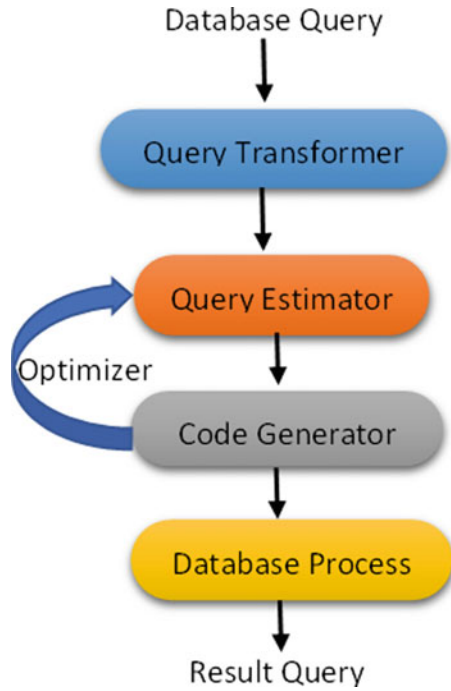 Database Query
Query Transformer
Query Estimator
Optimizer
Code Generator
Database Process
Result Query